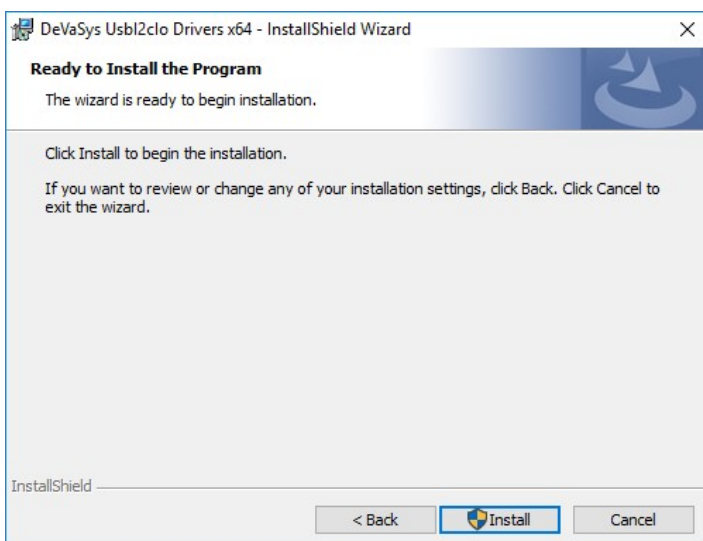 DeVaSys UsbI2cIo Drivers x64 - InstallShield Wizard
Ready to Install the Program
The wizard is ready to begin installation.
Click Install to begin the installation.
If you want to review or change any of your installation settings, click Back. Click Cancel to
exit the wizard.
InstallShield
< Back
Install
Cancel